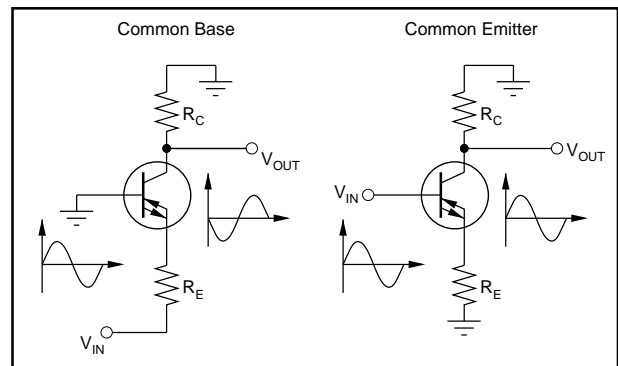 Common Base
Common Emitter
R_C
V_OUT
V_IN
R_E
R_C
V_OUT
V_IN
R_E